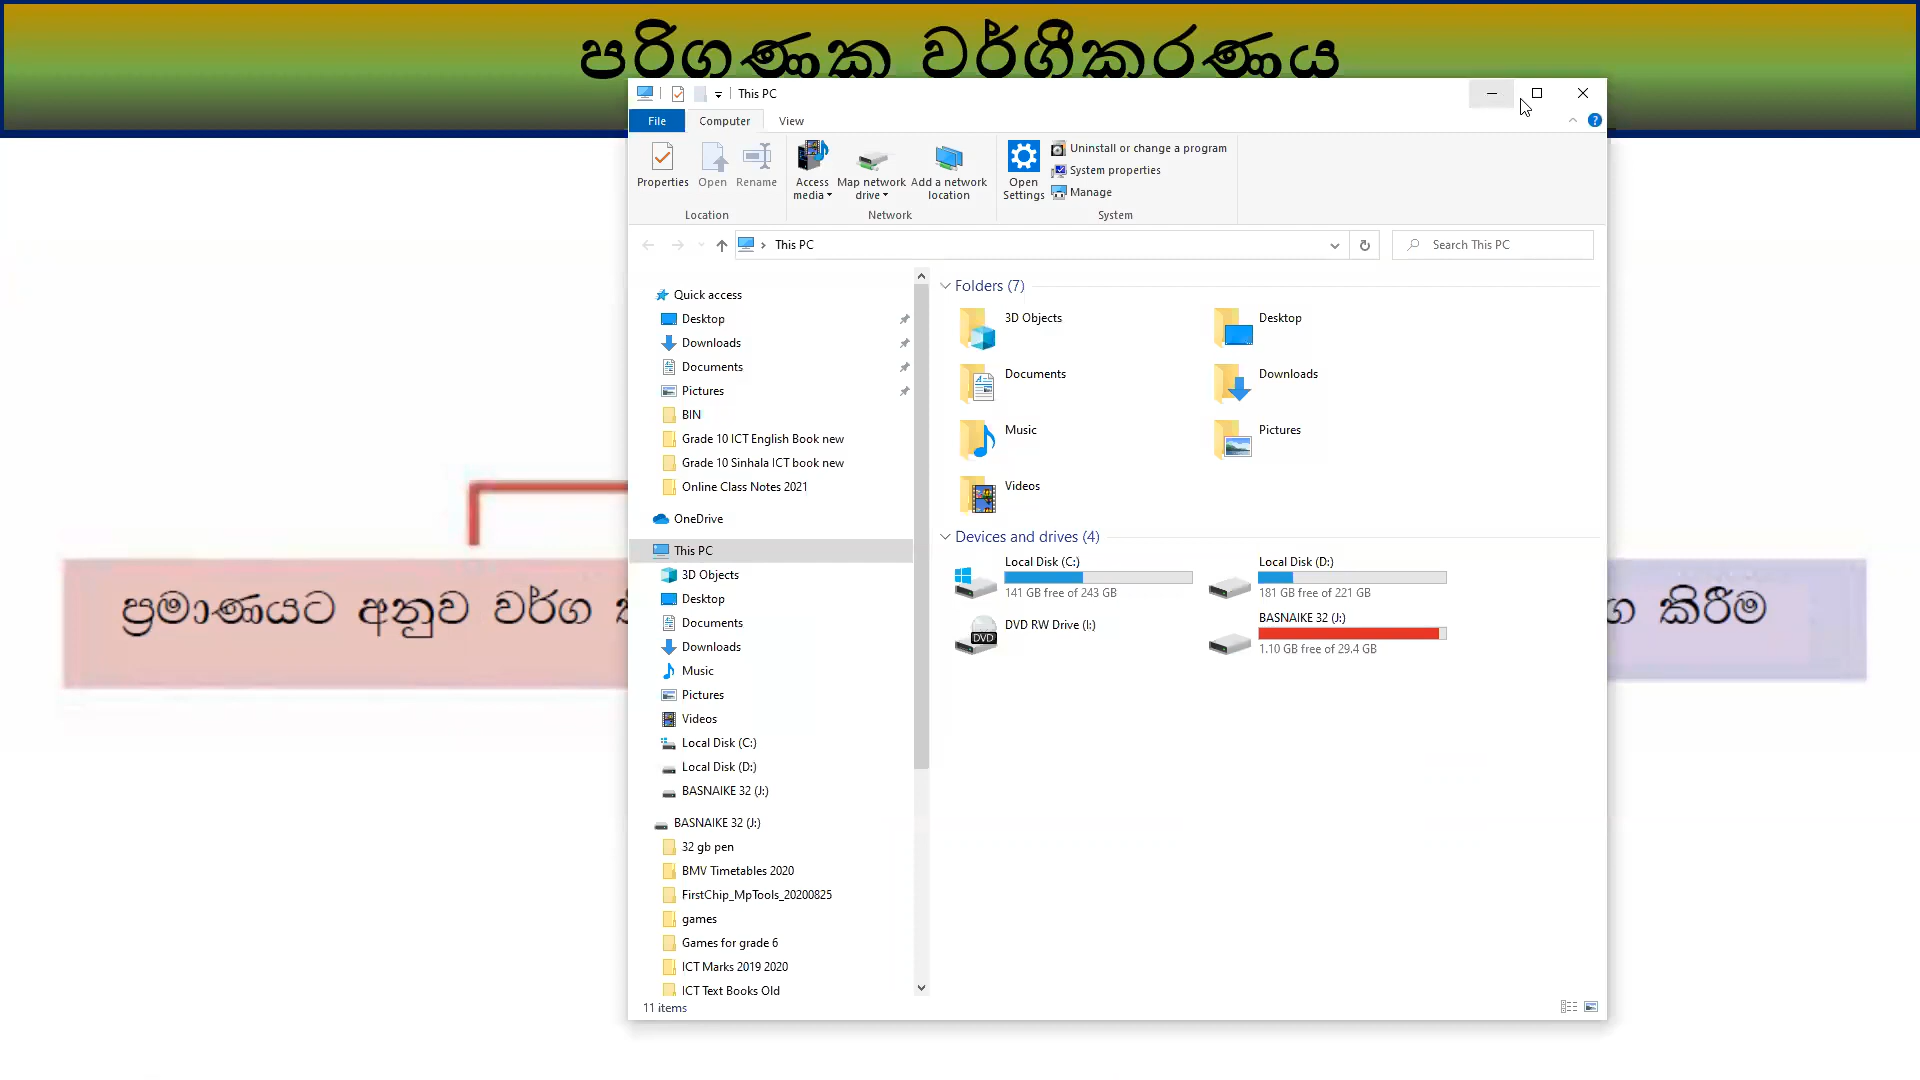 පරිගණක වර්ගීකරණය
This PC
File
Computer
View
Properties
Open
Rename
Access media
Map network drive
Add a network location
Open Settings
Uninstall or change a program
System properties
Manage
Location
Network
System
This PC
Search This PC
Quick access
Desktop
Downloads
Documents
Pictures
BIN
Grade 10 ICT English Book new
Grade 10 Sinhala ICT book new
Online Class Notes 2021
OneDrive
This PC
3D Objects
Desktop
Documents
Downloads
Music
Pictures
Videos
Local Disk (C:)
Local Disk (D:)
BASNAIKE 32 (J:)
BASNAIKE 32 (J:)
32 gb pen
BMV Timetables 2020
FirstChip_MpTools_20200825
games
Games for grade 6
ICT Marks 2019 2020
ICT Text Books Old
Folders (7)
3D Objects
Desktop
Documents
Downloads
Music
Pictures
Videos
Devices and drives (4)
Local Disk (C:)
141 GB free of 243 GB
Local Disk (D:)
181 GB free of 221 GB
DVD RW Drive (I:)
DVD
BASNAIKE 32 (J:)
1.10 GB free of 29.4 GB
11 items
ප්‍රමාණයට අනුව වර්ග
කිරීම